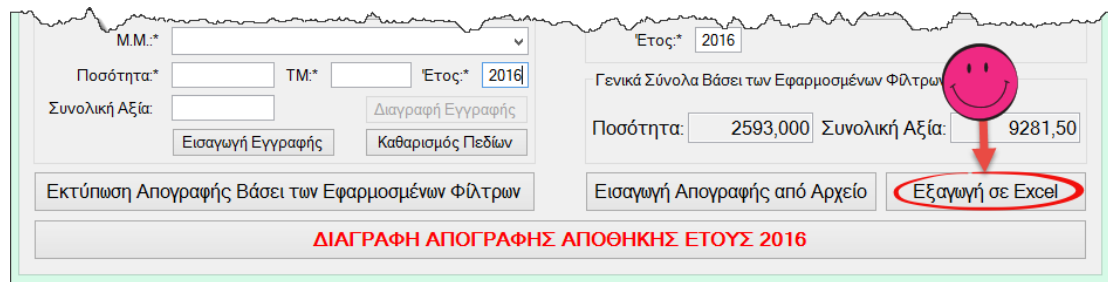 Μ.Μ.:*
Ποσότητα:* ΤΜ:* Έτος:* 2016
Συνολική Αξία: Διαγραφή Εγγραφής
Εισαγωγή Εγγραφής Καθαρισμός Πεδίων
Έτος:* 2016
Γενικά Σύνολα Βάσει των Εφαρμοσμένων Φίλτρων
Ποσότητα: 2593,000 Συνολική Αξία: 9281,50
Εκτύπωση Απογραφής Βάσει των Εφαρμοσμένων Φίλτρων
Εισαγωγή Απογραφής από Αρχείο Εξαγωγή σε Excel
ΔΙΑΓΡΑΦΗ ΑΠΟΓΡΑΦΗΣ ΑΠΟΘΗΚΗΣ ΕΤΟΥΣ 2016